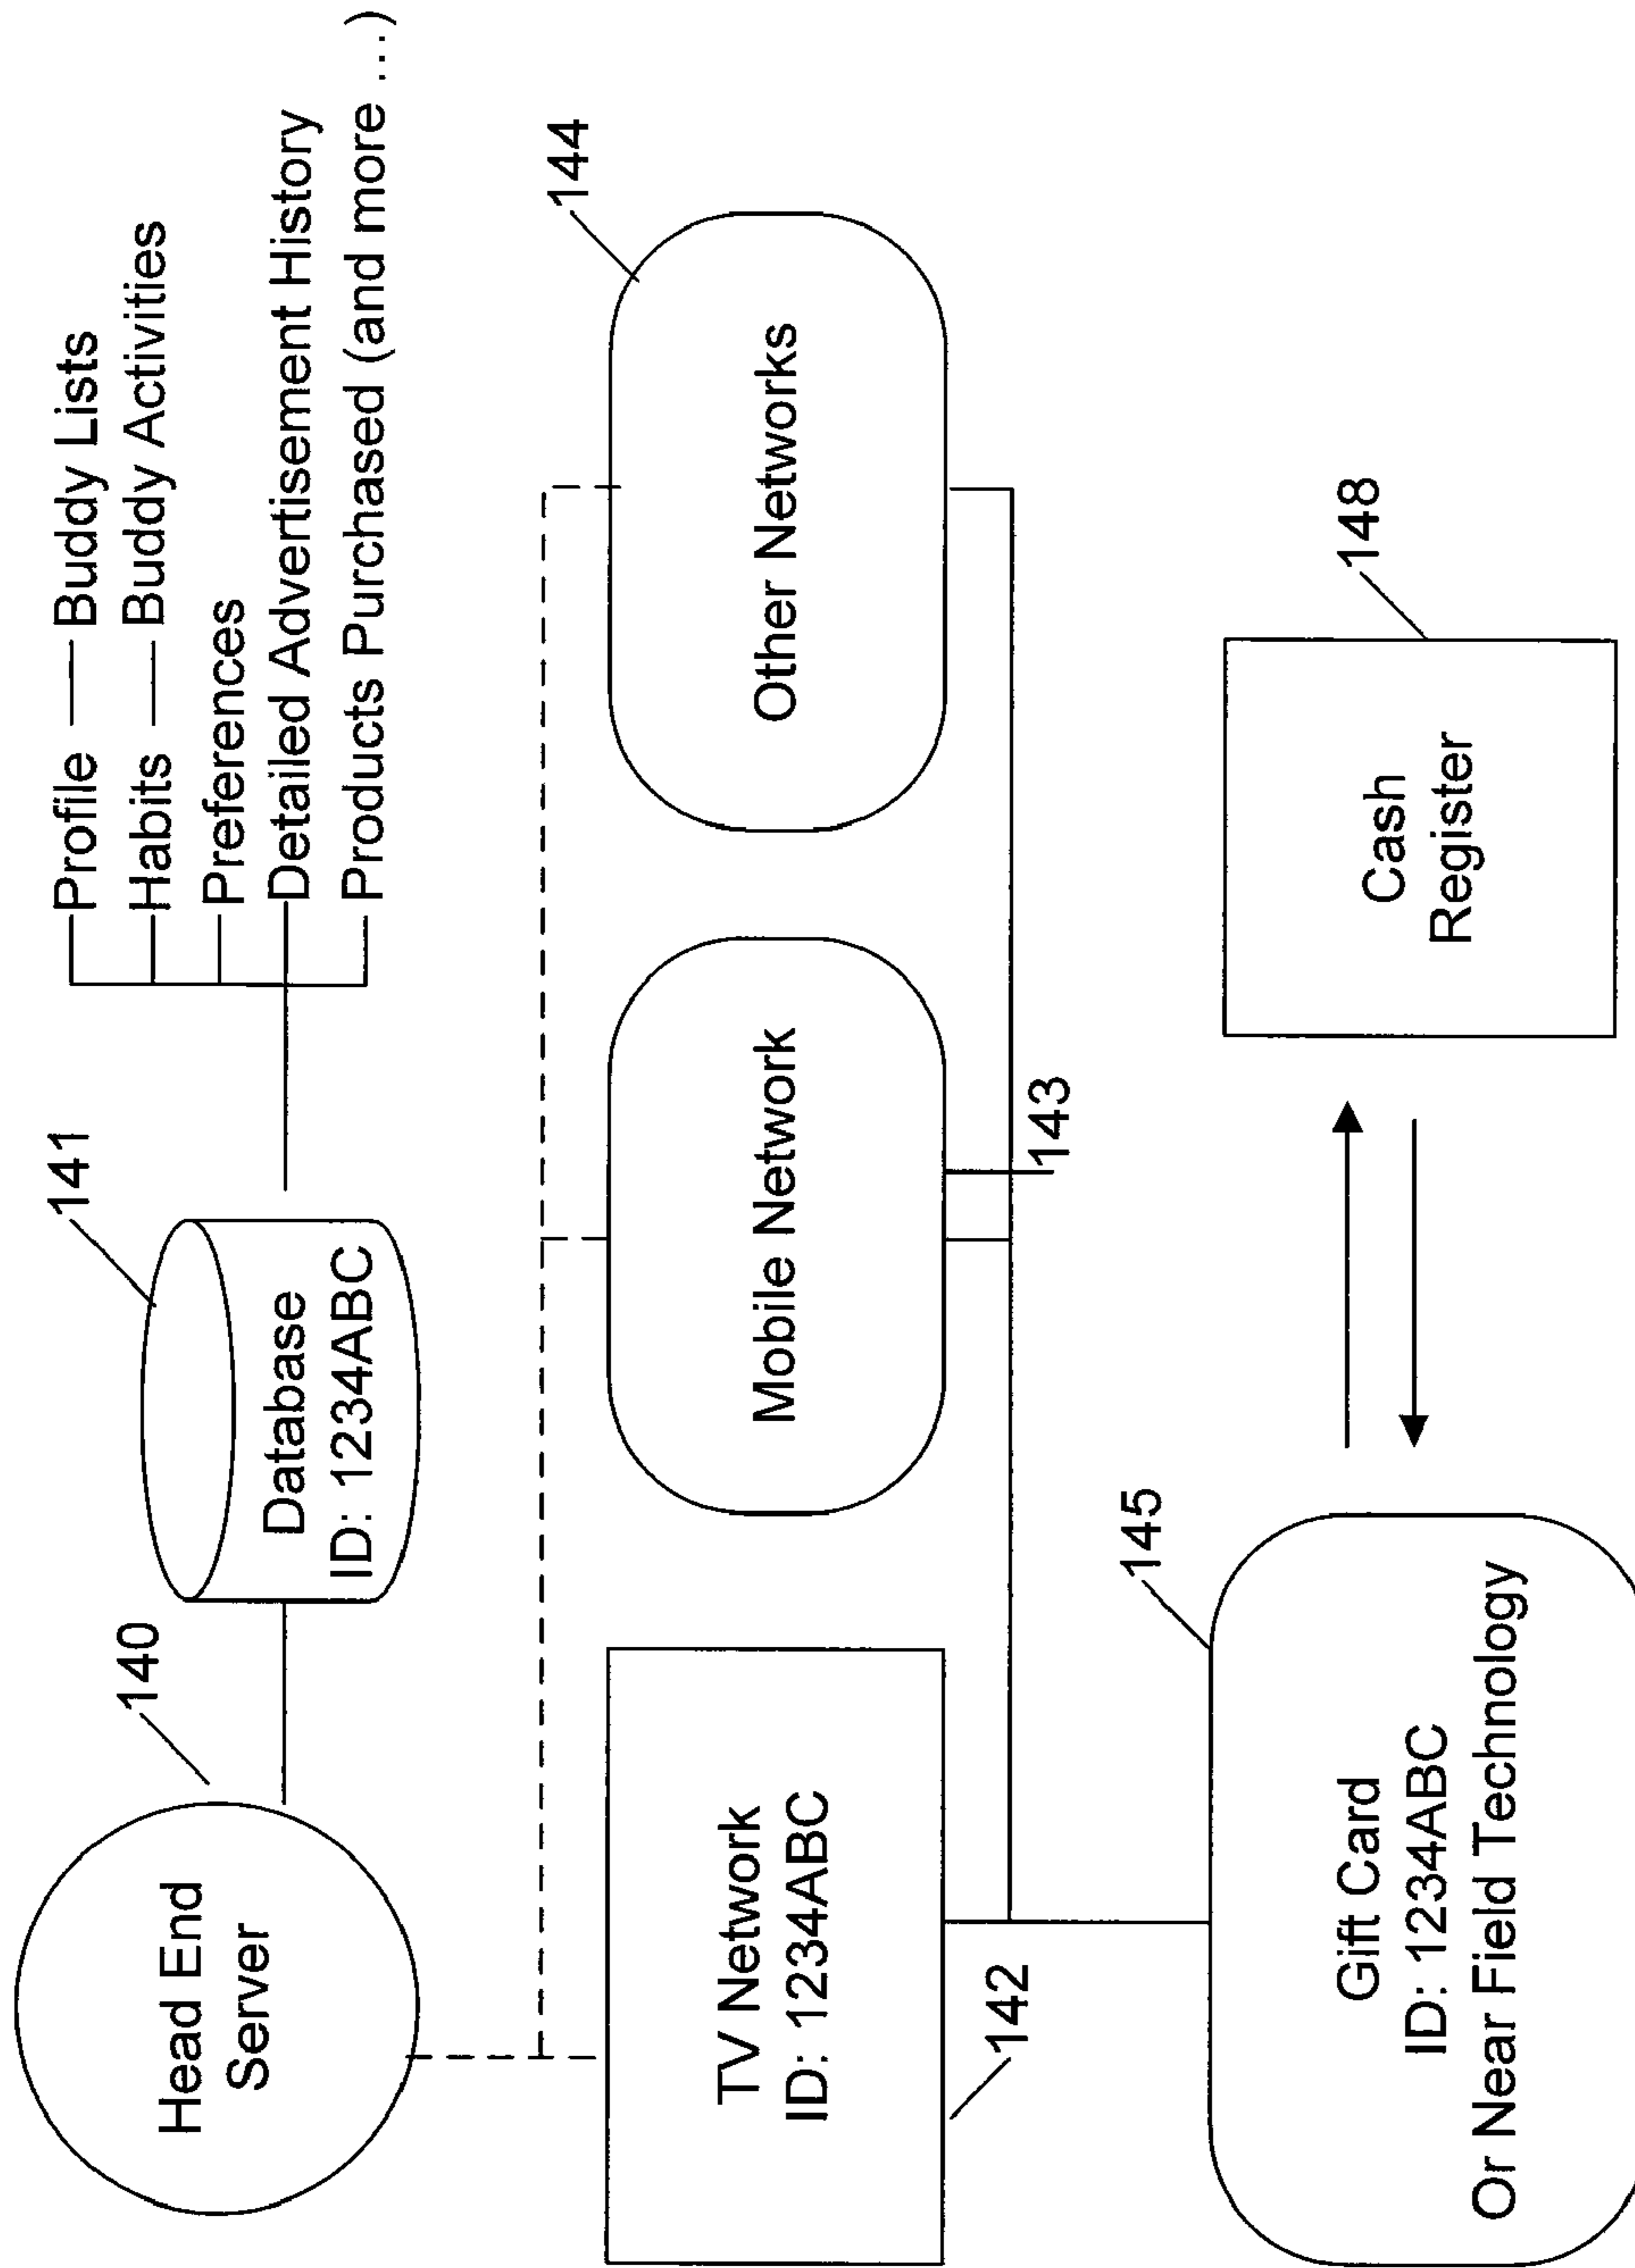 Head End
Server
140
Database
ID: 1234ABC
141
Profile — Buddy Lists
Habits — Buddy Activities
Preferences
Detailed Advertisement History
Products Purchased (and more ...)
TV Network
ID: 1234ABC
142
Mobile Network
143
Other Networks
144
Gift Card
ID: 1234ABC
Or Near Field Technology
145
Cash
Register
148